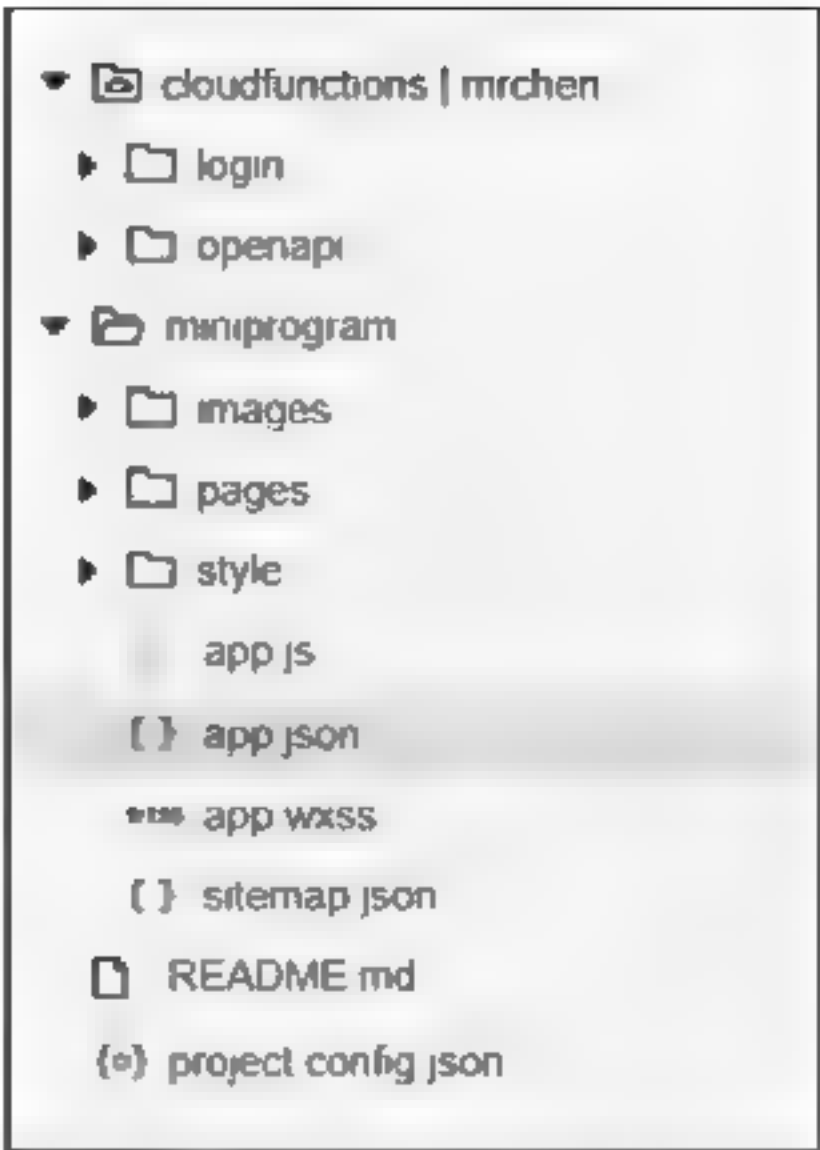 cloudfunctions | mrchen
login
openapi
miniprogram
images
pages
style
app js
{ } app json
app wxss
{ } sitemap json
README md
{o} project config json